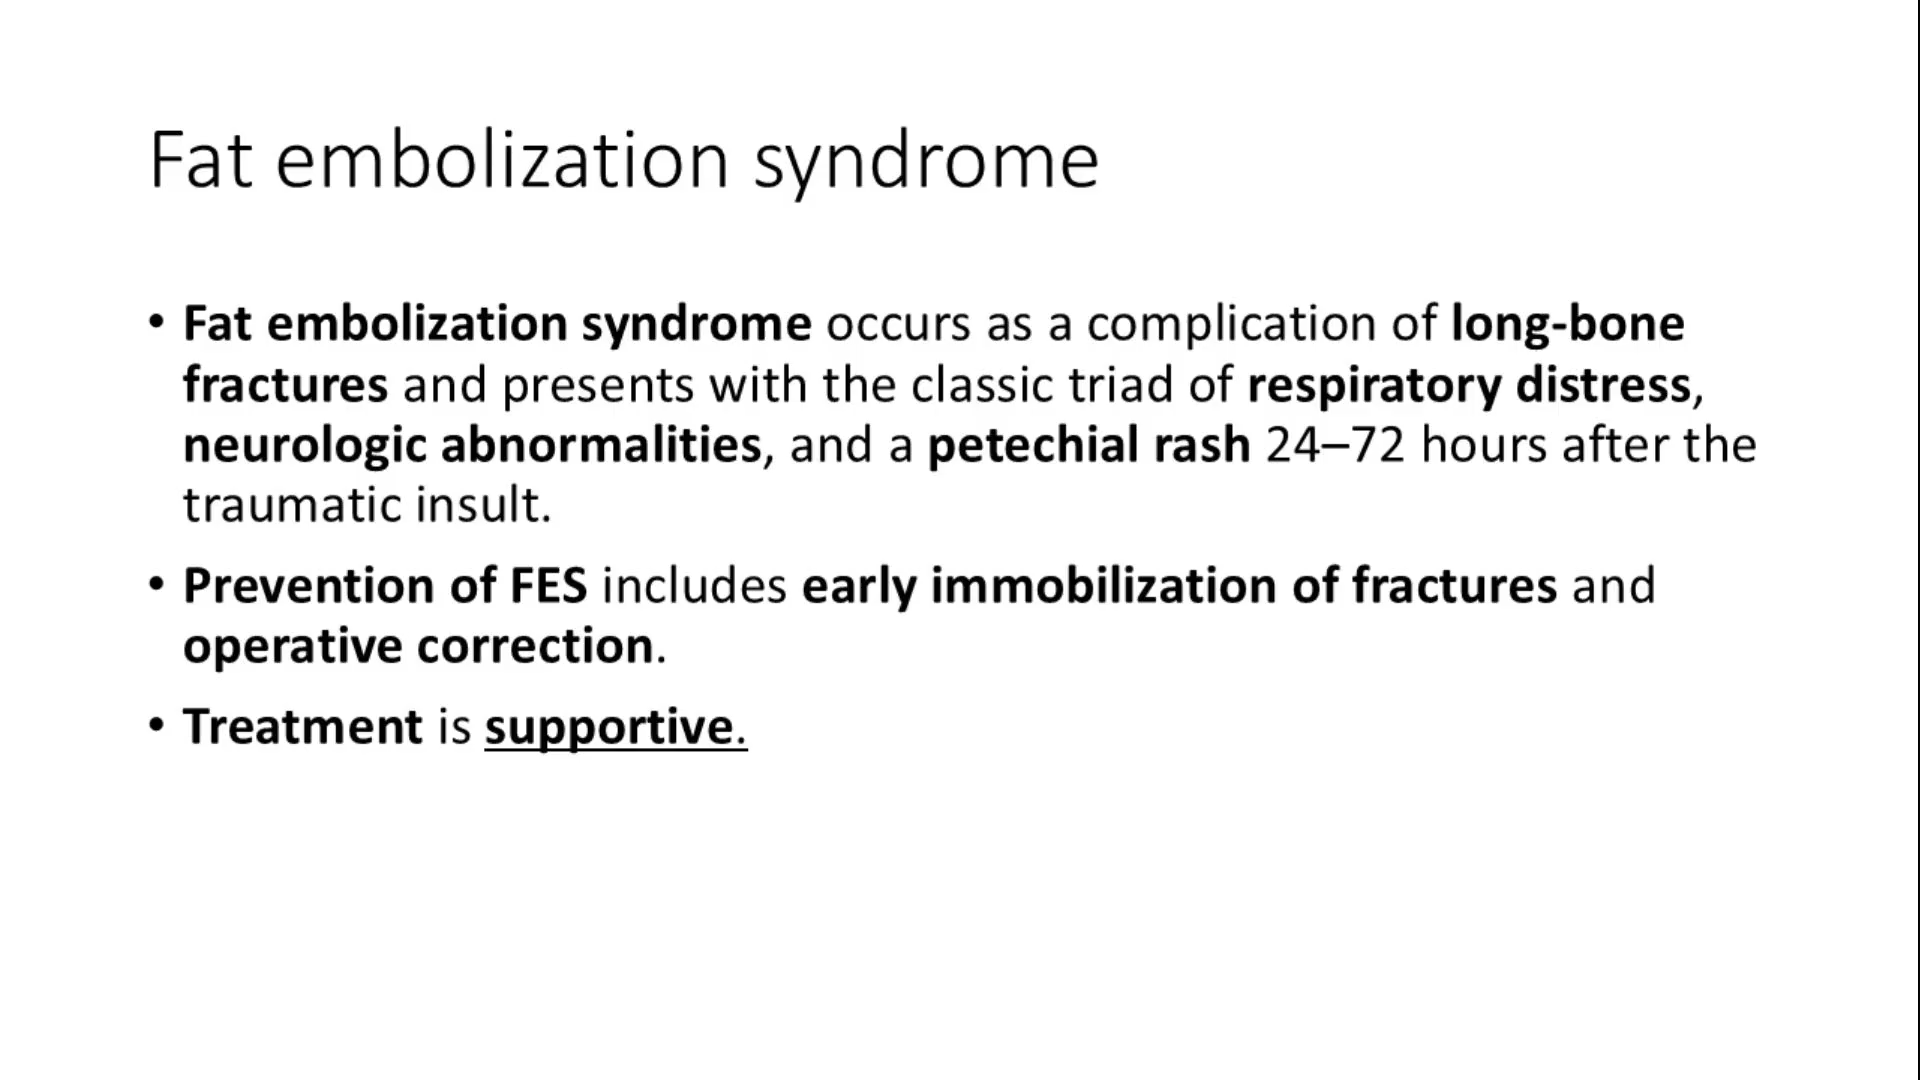 Fat embolization syndrome
• Fat embolization syndrome occurs as a complication of long-bone
fractures and presents with the classic triad of respiratory distress,
neurologic abnormalities, and a petechial rash 24–72 hours after the
traumatic insult.
• Prevention of FES includes early immobilization of fractures and
operative correction.
• Treatment is supportive.